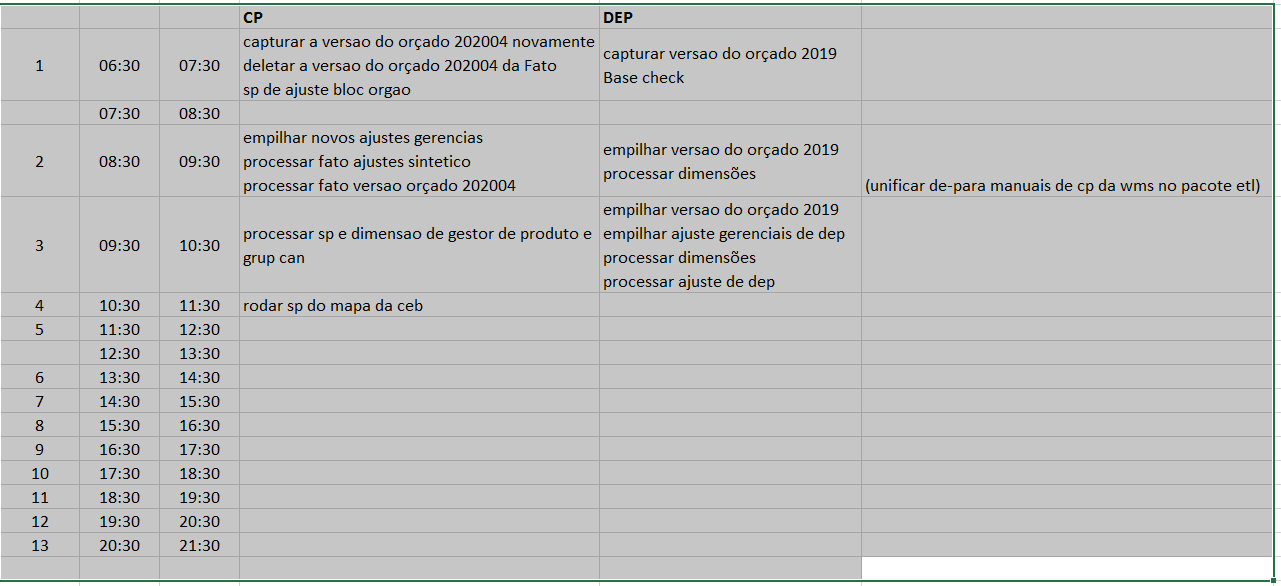 CP DEP
1 06:30 07:30 capturar a versao do orçado 202004 novamente
deletar a versao do orçado 202004 da Fato
sp de ajuste bloc orgao
capturar versao do orçado 2019
Base check
07:30 08:30
2 08:30 09:30 empilhar novos ajustes gerencias
processar fato ajustes sintetico
processar fato versao orçado 202004
empilhar versao do orçado 2019
processar dimensões
(unificar de-para manuais de cp da wms no pacote etl)
3 09:30 10:30 processar sp e dimensao de gestor de produto e
grup can
empilhar versao do orçado 2019
empilhar ajuste gerenciais de dep
processar dimensões
processar ajuste de dep
4 10:30 11:30 rodar sp do mapa da ceb
5 11:30 12:30
12:30 13:30
6 13:30 14:30
7 14:30 15:30
8 15:30 16:30
9 16:30 17:30
10 17:30 18:30
11 18:30 19:30
12 19:30 20:30
13 20:30 21:30